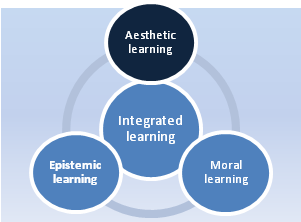 Aesthetic
learning
Integrated
learning
Epistemic
learning
Moral
learning